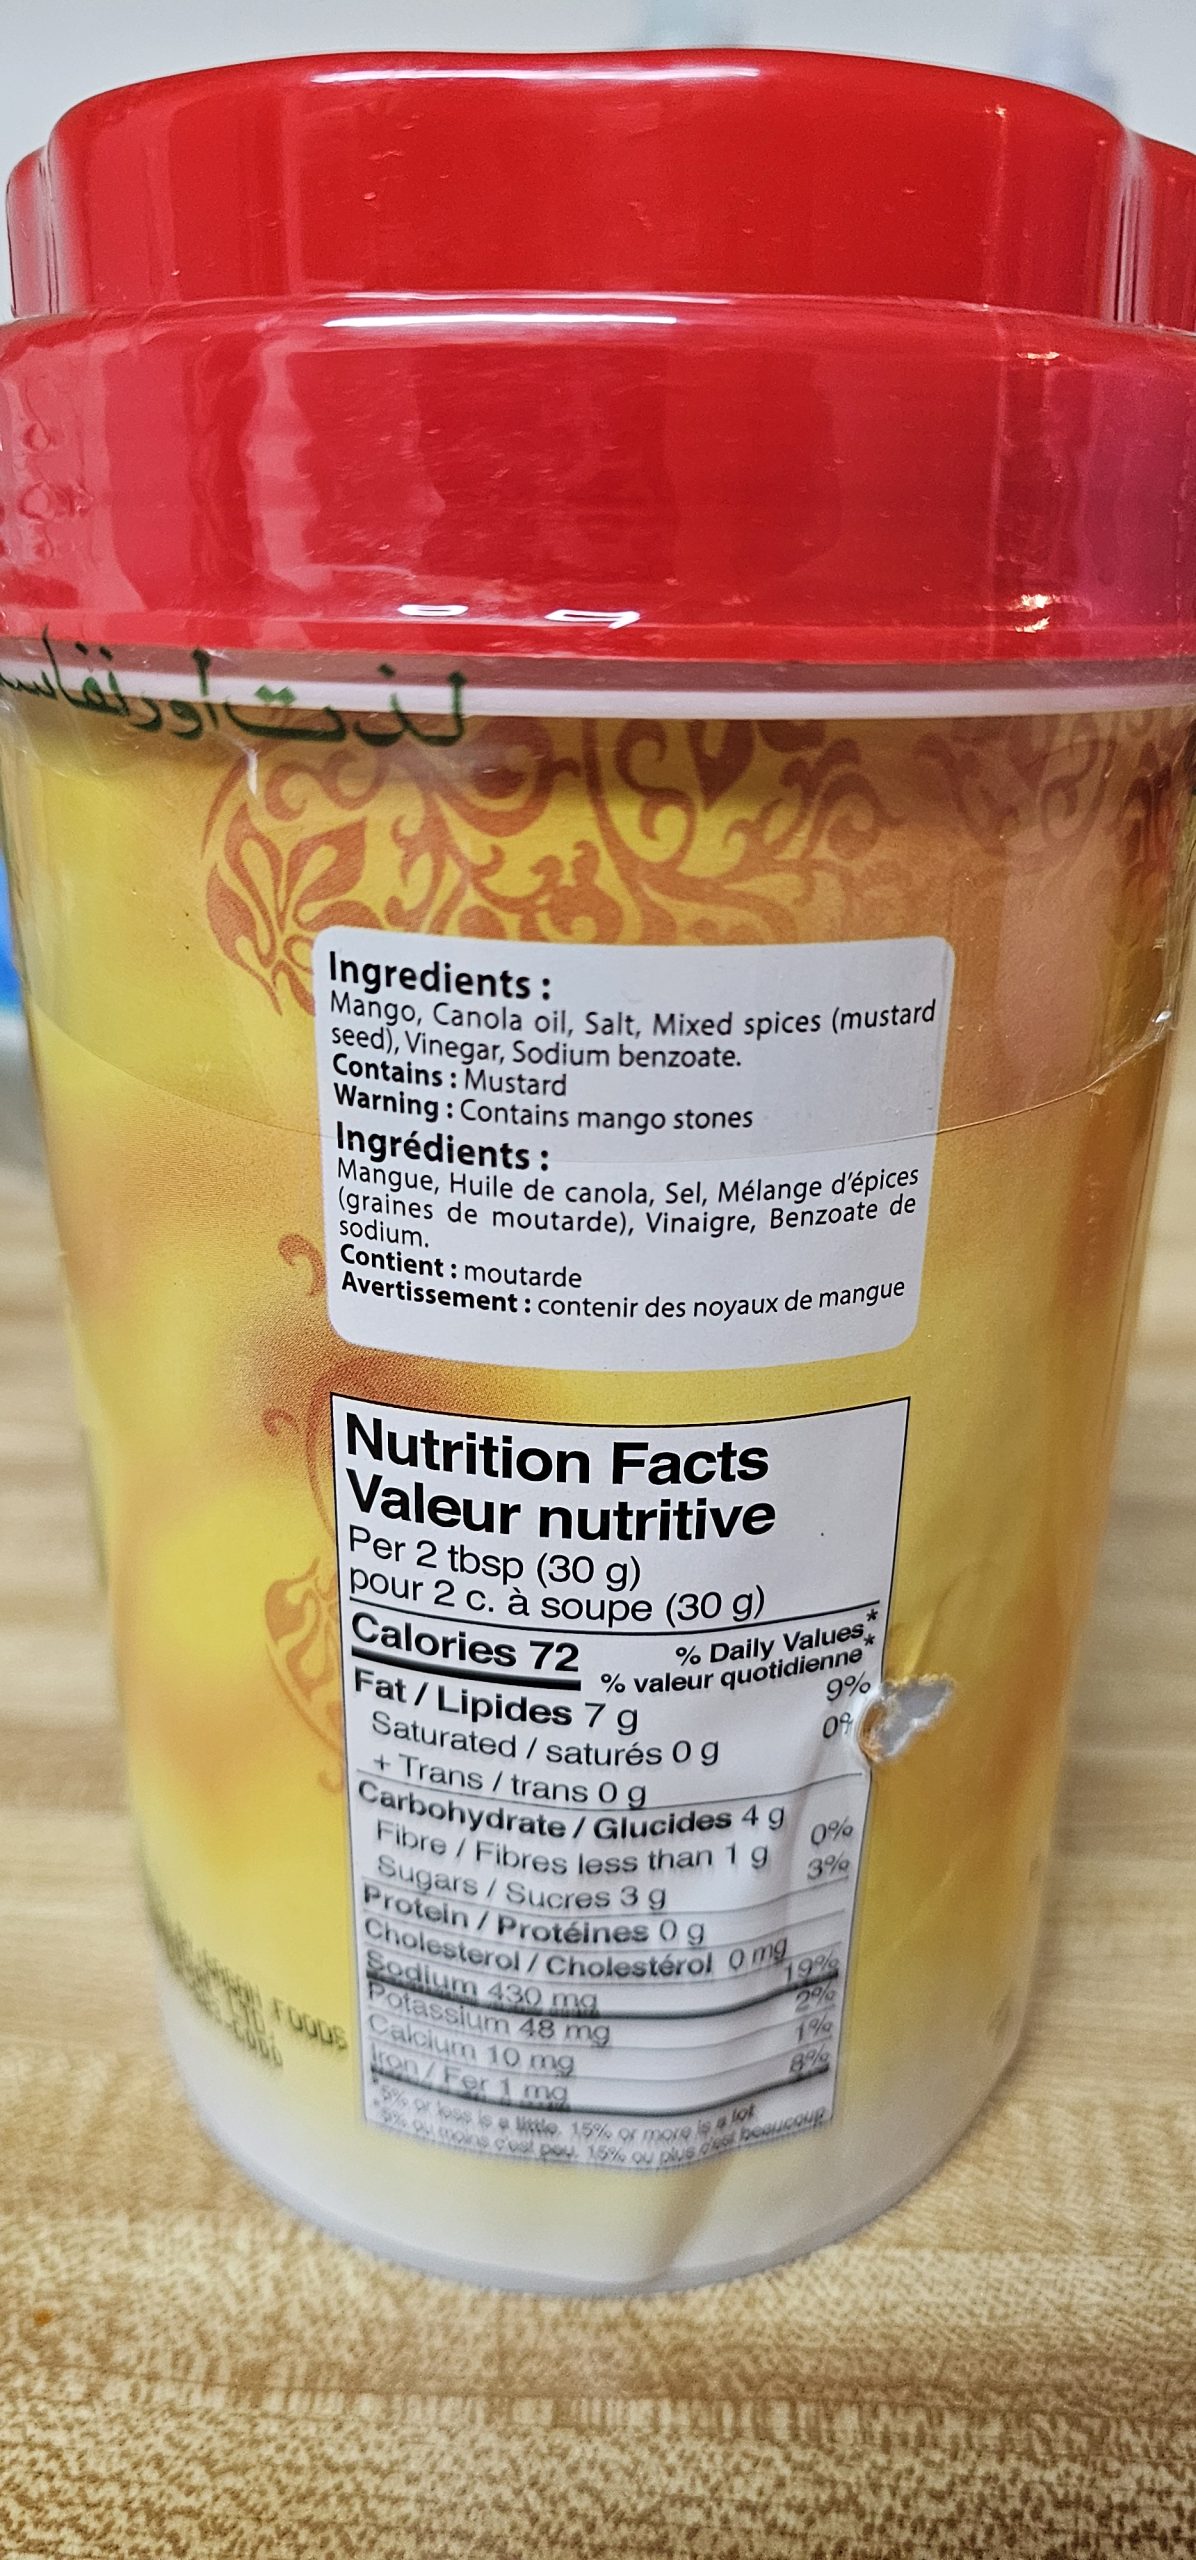 لذت اور نفاس
Ingredients :
Mango, Canola oil, Salt, Mixed spices (mustard
seed), Vinegar, Sodium benzoate.
Contains : Mustard
Warning : Contains mango stones
Ingrédients :
Mangue, Huile de canola, Sel, Mélange d'épices
(graines de moutarde), Vinaigre, Benzoate de
sodium.
Contient : moutarde
Avertissement : contenir des noyaux de mangue
Nutrition Facts
Valeur nutritive
Per 2 tbsp (30 g)
pour 2 c. à soupe (30 g)
Calories 72 % Daily Values*
% valeur quotidienne*
Fat / Lipides 7 g 9%
Saturated / saturés 0 g 0%
+ Trans / trans 0 g
Carbohydrate / Glucides 4 g
Fibre / Fibres less than 1 g 0%
Sugars / Sucres 3 g 3%
Protein / Protéines 0 g
Cholesterol / Cholestérol 0 mg
Sodium 430 mg 19%
Potassium 48 mg 2%
Calcium 10 mg 1%
Iron / Fer 1 mg 8%
*5% or less is a little, 15% or more is a lot
*5% ou moins c'est peu, 15% ou plus c'est beaucoup
FOODS
LTD.